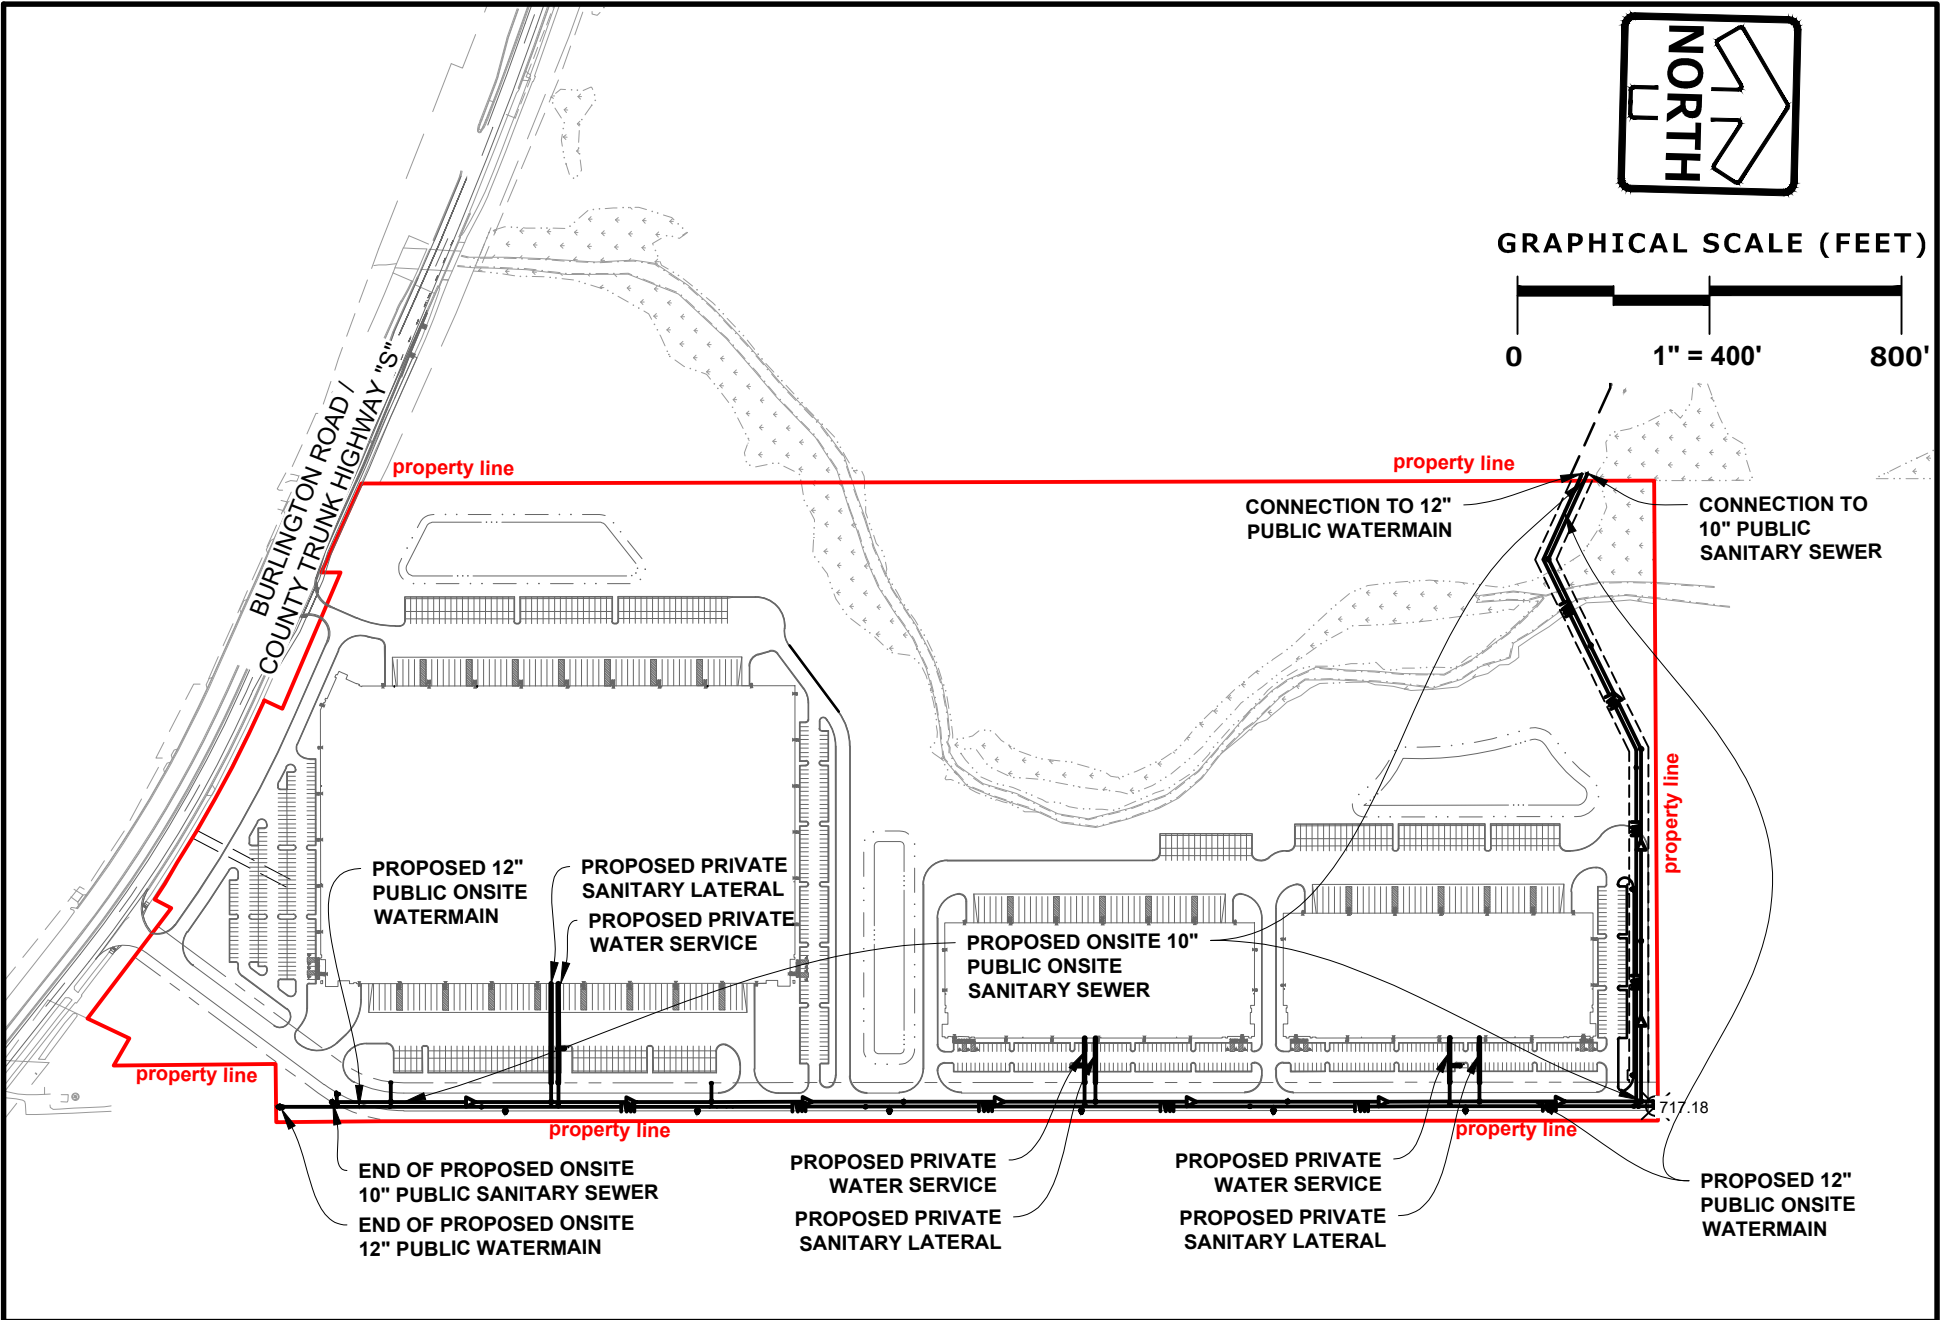 NORTH
GRAPHICAL SCALE (FEET)
0
1" = 400'
800'
BURLINGTON ROAD /
COUNTY TRUNK HIGHWAY "S"
property line
property line
CONNECTION TO 12"
PUBLIC WATERMAIN
CONNECTION TO
10" PUBLIC
SANITARY SEWER
property line
PROPOSED 12"
PUBLIC ONSITE
WATERMAIN
PROPOSED PRIVATE
SANITARY LATERAL
PROPOSED PRIVATE
WATER SERVICE
PROPOSED ONSITE 10"
PUBLIC ONSITE
SANITARY SEWER
property line
717.18
property line
property line
END OF PROPOSED ONSITE
10" PUBLIC SANITARY SEWER
END OF PROPOSED ONSITE
12" PUBLIC WATERMAIN
PROPOSED PRIVATE
WATER SERVICE
PROPOSED PRIVATE
SANITARY LATERAL
PROPOSED PRIVATE
WATER SERVICE
PROPOSED PRIVATE
SANITARY LATERAL
PROPOSED 12"
PUBLIC ONSITE
WATERMAIN